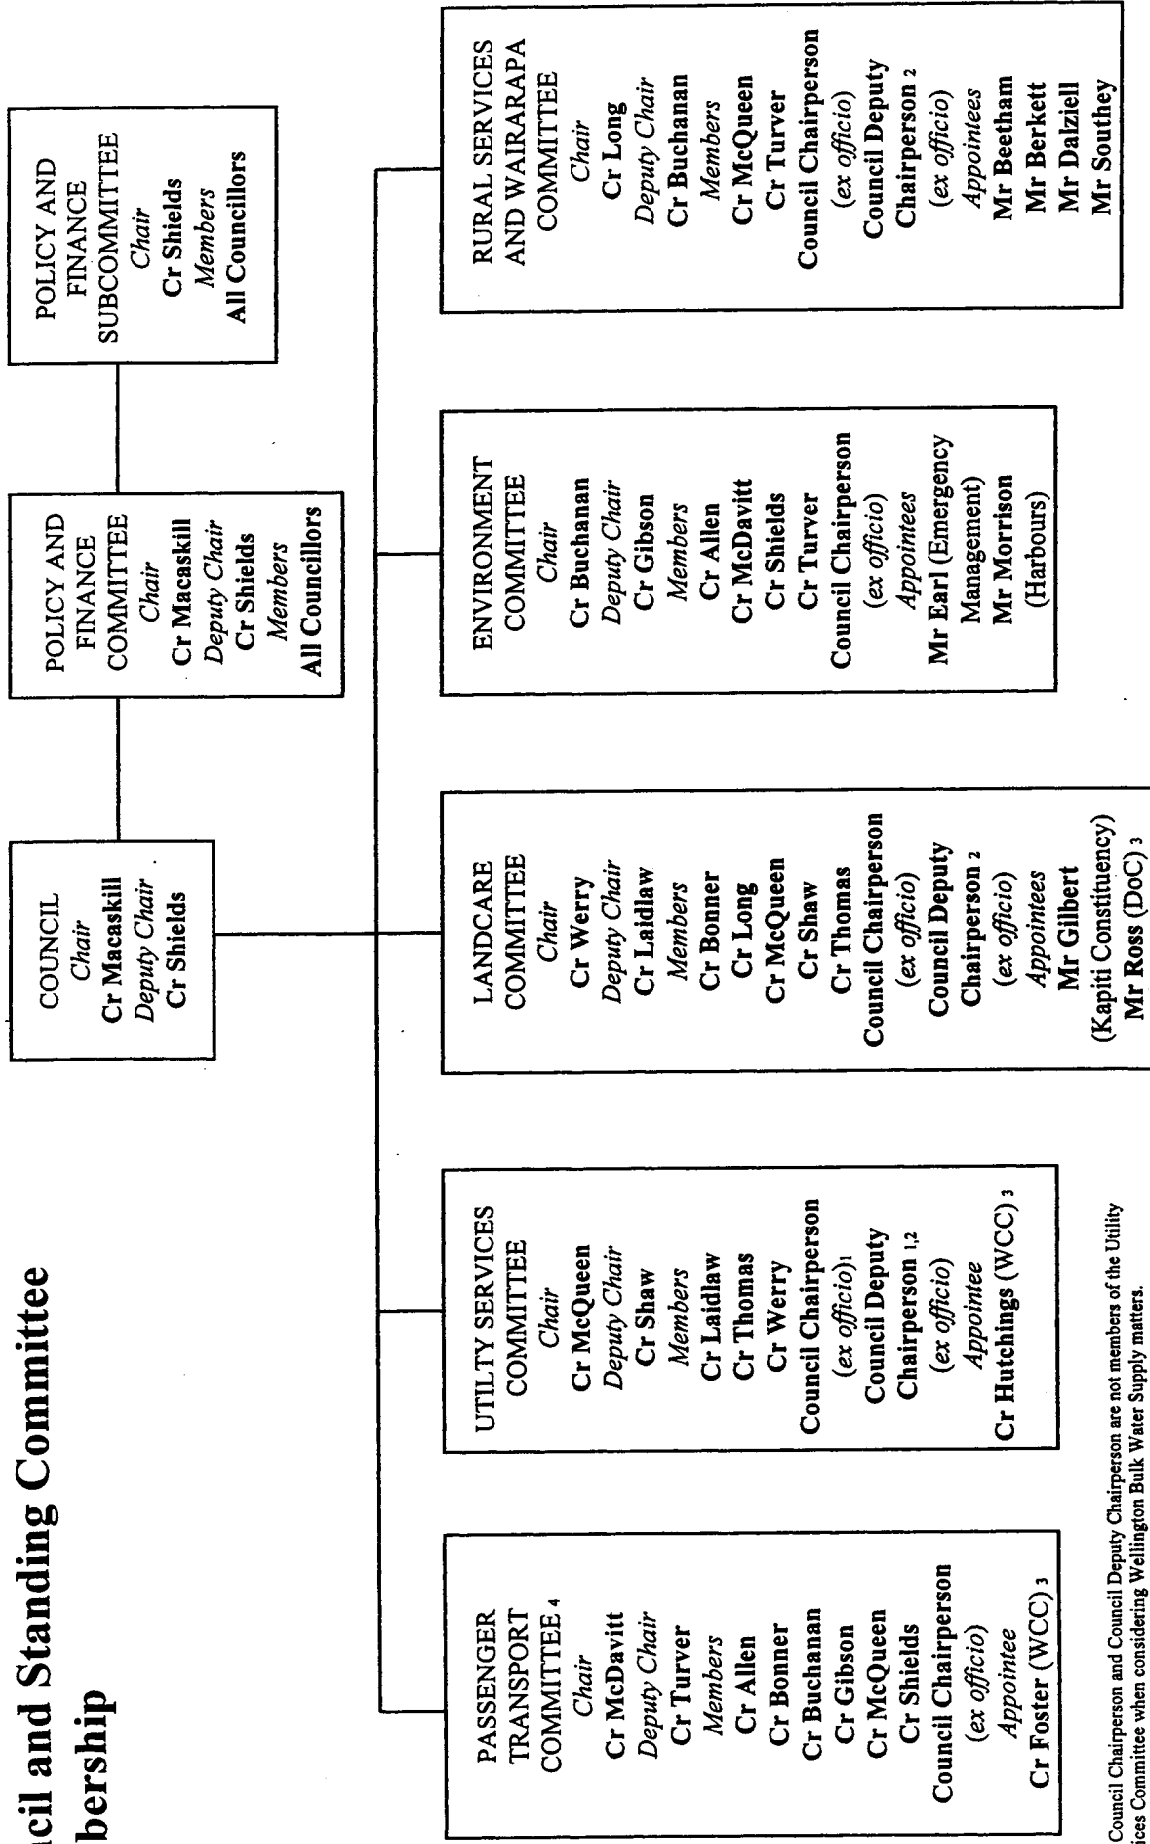 cil and Standing Committee
bership
COUNCIL
Chair
Cr Macaskill
Deputy Chair
Cr Shields
POLICY AND
FINANCE
COMMITTEE
Chair
Cr Macaskill
Deputy Chair
Cr Shields
Members
All Councillors
POLICY AND
FINANCE
SUBCOMMITTEE
Chair
Cr Shields
Members
All Councillors
PASSENGER
TRANSPORT
COMMITTEE 4
Chair
Cr McDavitt
Deputy Chair
Cr Turver
Members
Cr Allen
Cr Bonner
Cr Buchanan
Cr Gibson
Cr McQueen
Cr Shields
Council Chairperson
(ex officio)
Appointee
Cr Foster (WCC) 3
UTILTY SERVICES
COMMITTEE
Chair
Cr McQueen
Deputy Chair
Cr Shaw
Members
Cr Laidlaw
Cr Thomas
Cr Werry
Council Chairperson
(ex officio)1
Council Deputy
Chairperson 1,2
(ex officio)
Appointee
Cr Hutchings (WCC) 3
LANDCARE
COMMITTEE
Chair
Cr Werry
Deputy Chair
Cr Laidlaw
Members
Cr Bonner
Cr Long
Cr McQueen
Cr Shaw
Cr Thomas
Council Chairperson
(ex officio)
Council Deputy
Chairperson 2
(ex officio)
Appointees
Mr Gilbert
(Kapiti Constituency)
Mr Ross (DoC) 3
ENVIRONMENT
COMMITTEE
Chair
Cr Buchanan
Deputy Chair
Cr Gibson
Members
Cr Allen
Cr McDavitt
Cr Shields
Cr Turver
Council Chairperson
(ex officio)
Appointees
Mr Earl (Emergency
Management)
Mr Morrison
(Harbours)
RURAL SERVICES
AND WAIRARAPA
COMMITTEE
Chair
Cr Long
Deputy Chair
Cr Buchanan
Members
Cr McQueen
Cr Turver
Council Chairperson
(ex officio)
Council Deputy
Chairperson 2
(ex officio)
Appointees
Mr Beetham
Mr Berkett
Mr Dalziell
Mr Southey
Council Chairperson and Council Deputy Chairperson are not members of the Utility
ices Committee when considering Wellington Bulk Water Supply matters.